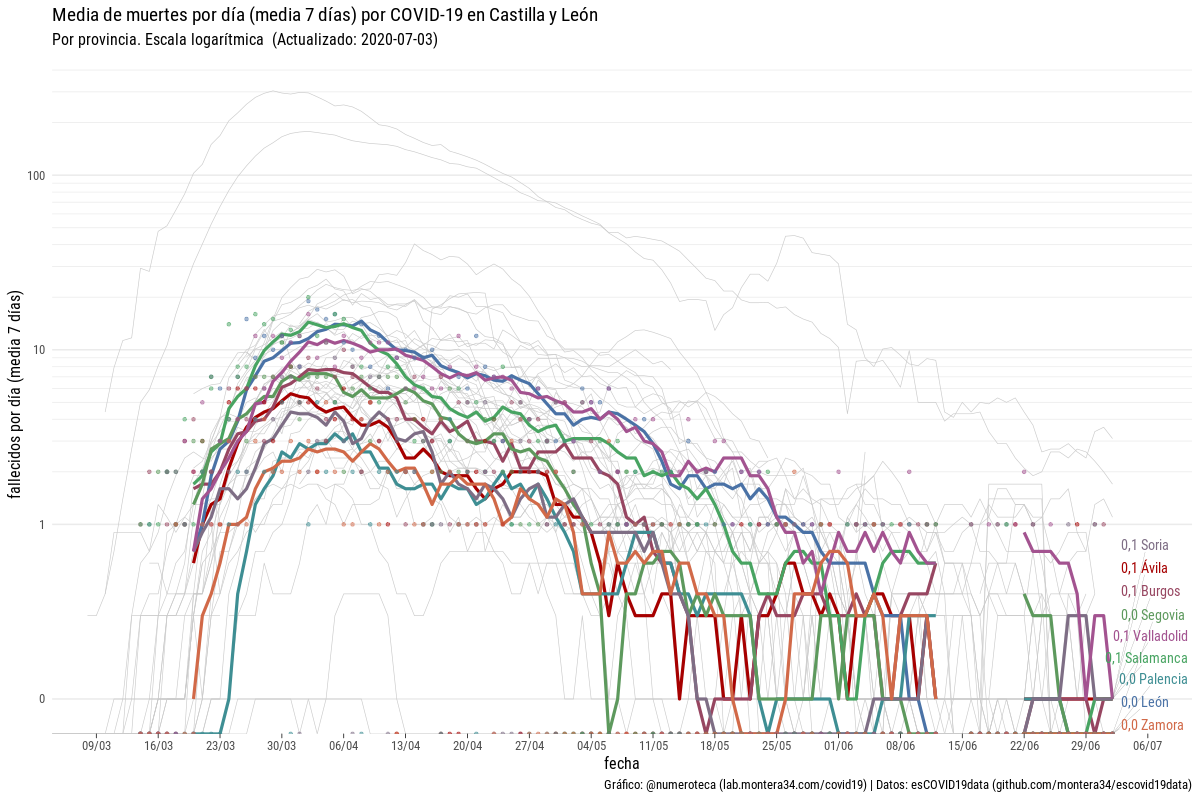 Media de muertes por día (media 7 días) por COVID-19 en Castilla y León
Por provincia. Escala logarítmica (Actualizado: 2020-07-03)
fallecidos por día (media 7 días)
100
10
1
0
0,1 Soria
0,1 Ávila
0,1 Burgos
0,0 Segovia
0,1 Valladolid
0,1 Salamanca
0,0 Palencia
0,0 León
0,0 Zamora
09/03 16/03 23/03 30/03 06/04 13/04 20/04 27/04 04/05 11/05 18/05 25/05 01/06 08/06 15/06 22/06 29/06 06/07
fecha
Gráfico: @numeroteca (lab.montera34.com/covid19) | Datos: esCOVID19data (github.com/montera34/escovid19data)